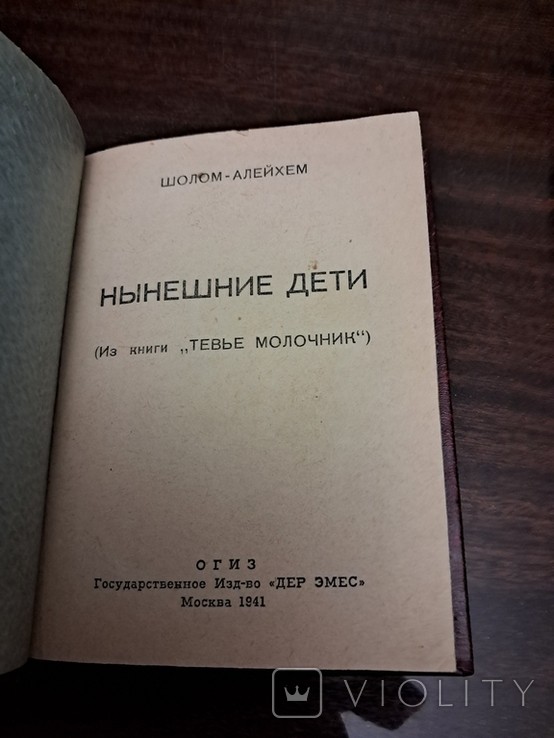 ШОЛОМ-АЛЕЙХЕМ
НЫНЕШНИЕ ДЕТИ
(Из книги „ТЕВЬЕ МОЛОЧНИК“)
ОГИЗ
Государственное Изд-во «ДЕР ЭМЕС»
Москва 1941
VIOLITY